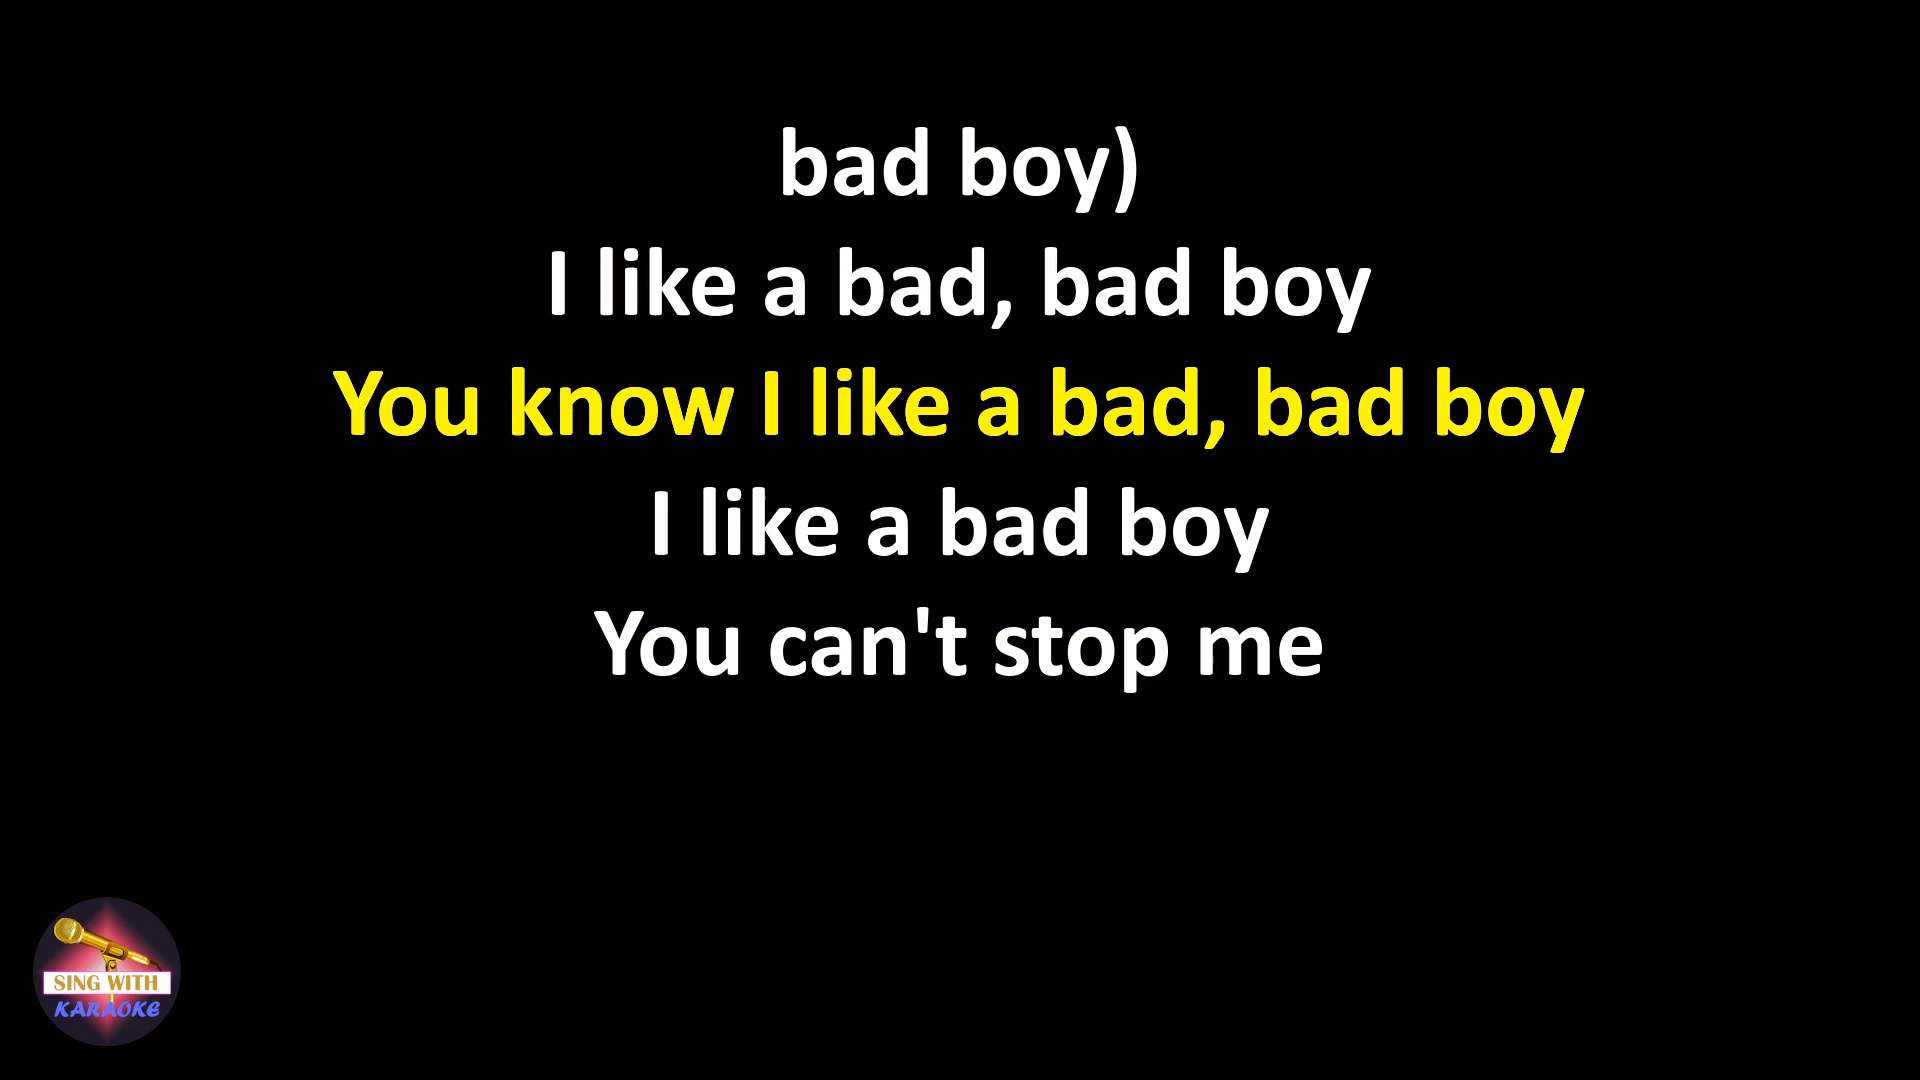 bad boy)
I like a bad, bad boy
You know I like a bad, bad boy
I like a bad boy
You can't stop me
SING WITH
KARAOKE